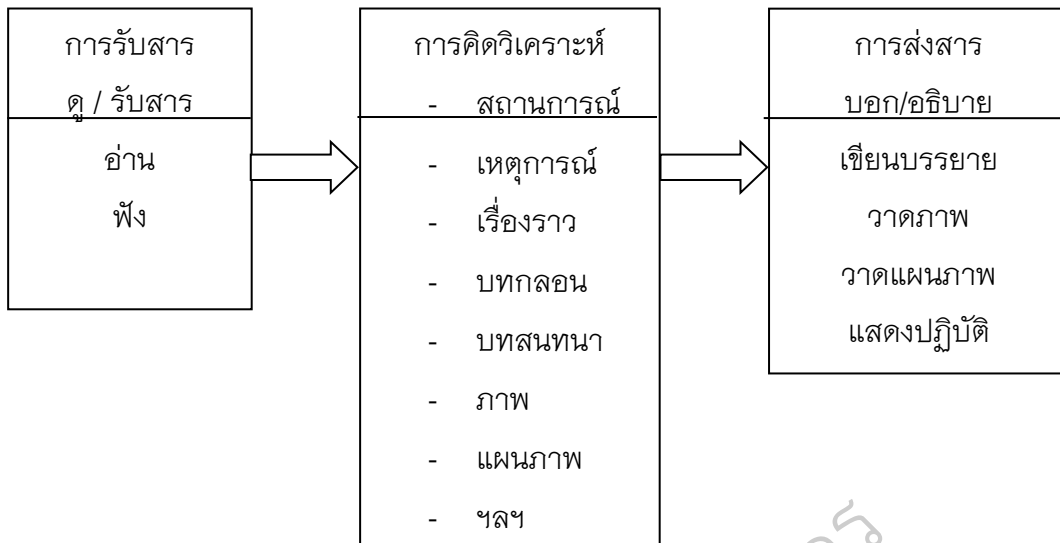 การรับสาร
ดู / รับสาร
อ่าน
ฟัง
การคิดวิเคราะห์
- สถานการณ์
- เหตุการณ์
- เรื่องราว
- บทกลอน
- บทสนทนา
- ภาพ
- แผนภาพ
- ฯลฯ
การส่งสาร
บอก/อธิบาย
เขียนบรรยาย
วาดภาพ
วาดแผนภาพ
แสดงปฏิบัติ